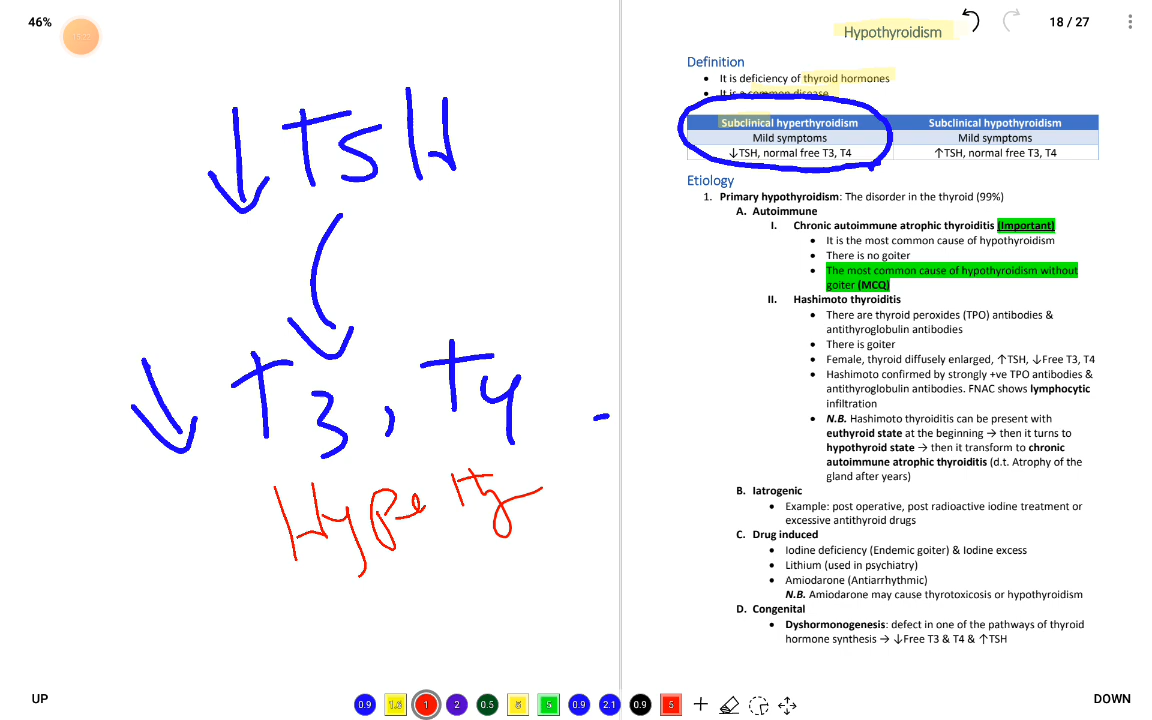 46%
↓ TSH
↓ T3, T4 -
UP
18 / 27
Hypothyroidism
Definition
• It is deficiency of thyroid hormones
• It is a common disease
Subclinical hyperthyroidism Subclinical hypothyroidism
Mild symptoms Mild symptoms
↓TSH, normal free T3, T4 ↑TSH, normal free T3, T4
Etiology
1. Primary hypothyroidism: The disorder in the thyroid (99%)
A. Autoimmune
I. Chronic autoimmune atrophic thyroiditis (Important)
• It is the most common cause of hypothyroidism
• There is no goiter
• The most common cause of hypothyroidism without
goiter (MCQ)
II. Hashimoto thyroiditis
• There are thyroid peroxides (TPO) antibodies &
antithyroglobulin antibodies
• There is goiter
• Female, thyroid diffusely enlarged, ↑TSH, ↓Free T3, T4
• Hashimoto confirmed by strongly +ve TPO antibodies &
antithyroglobulin antibodies. FNAC shows lymphocytic
infiltration
• N.B. Hashimoto thyroiditis can be present with
euthyroid state at the beginning → then it turns to
hypothyroid state → then it transform to chronic
autoimmune atrophic thyroiditis (d.t. Atrophy of the
gland after years)
B. Iatrogenic
• Example: post operative, post radioactive iodine treatment or
excessive antithyroid drugs
C. Drug induced
• Iodine deficiency (Endemic goiter) & Iodine excess
• Lithium (used in psychiatry)
• Amiodarone (Antiarrhythmic)
N.B. Amiodarone may cause thyrotoxicosis or hypothyroidism
D. Congenital
• Dyshormonogenesis: defect in one of the pathways of thyroid
hormone synthesis → ↓Free T3 & T4 & ↑TSH
0.9 1.6 1 2 0.5 5 5 0.9 2.1 0.9 5
DOWN